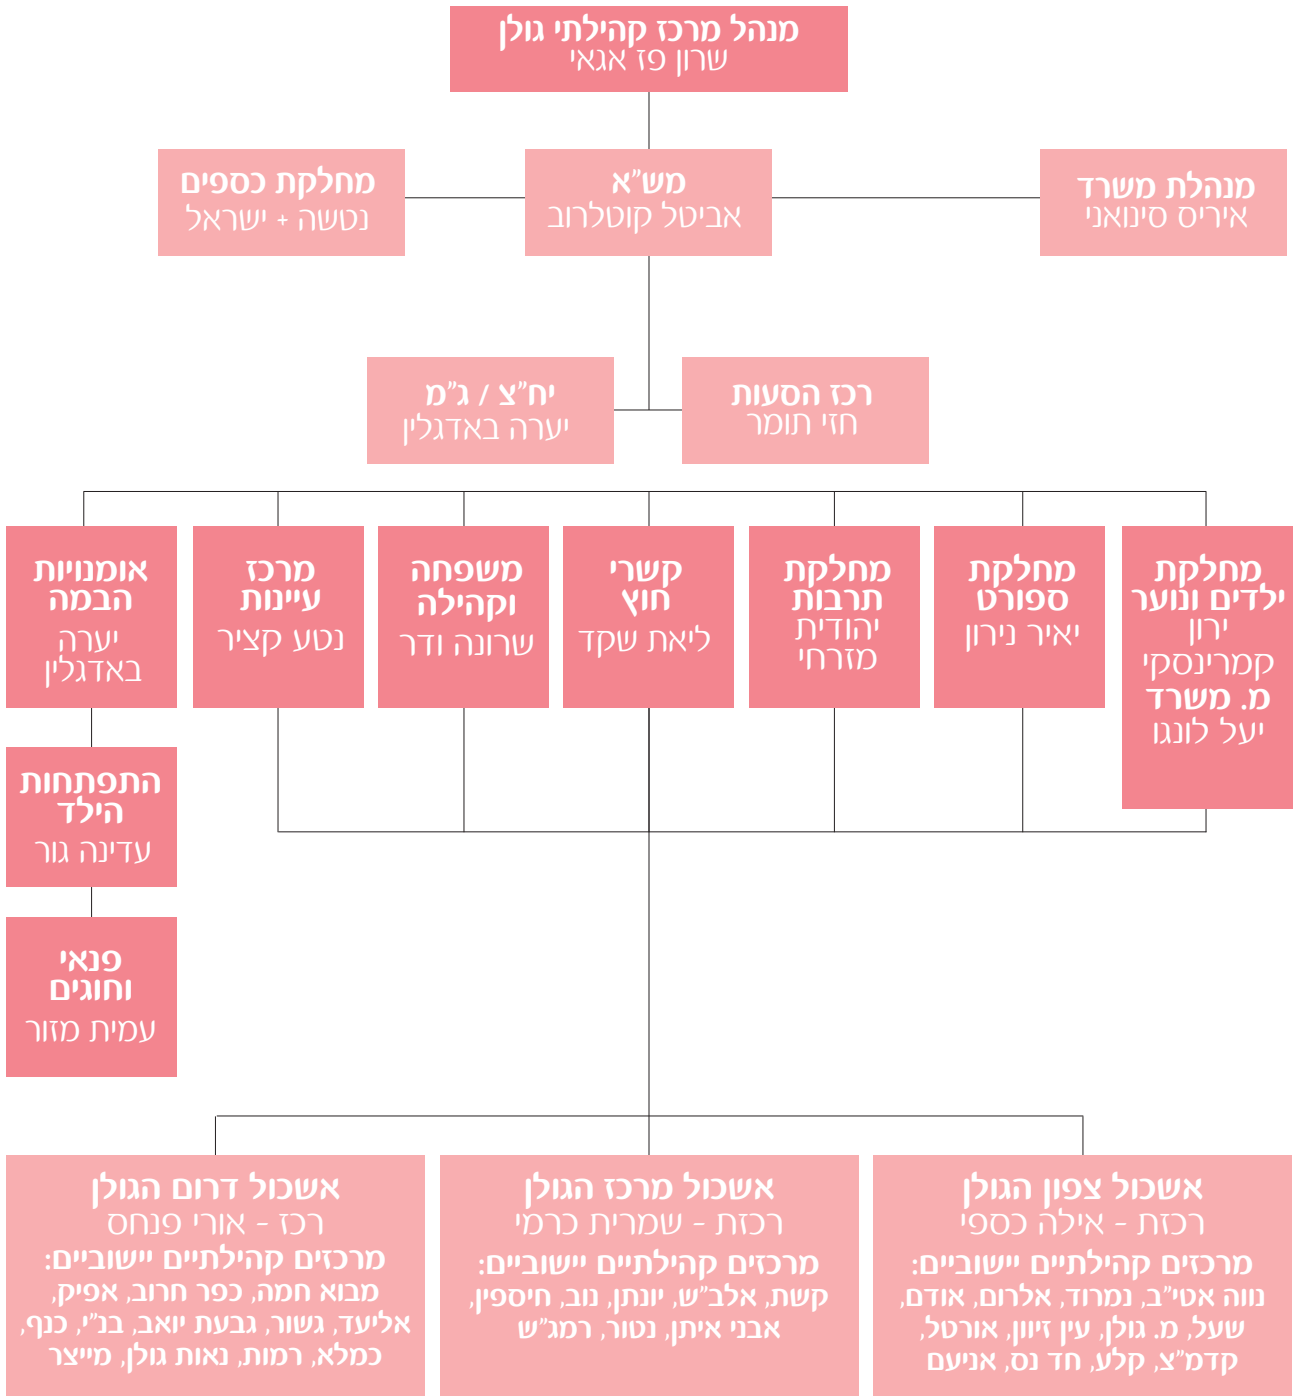 מנהל מרכז קהילתי גולן
שרון פז אגאי
מנהלת משרד
איריס סינואני
מש"א
אביטל קוטלרוב
מחלקת כספים
נטשה + ישראל
רכז הסעות
חזי תומר
יח"צ / ג"מ
יערה באדגלין
מחלקת
ילדים ונוער
ירון
קמרינסקי
מ. משרד
יעל לונגו
מחלקת
ספורט
יאיר נירון
מחלקת
תרבות
יהודית
מזרחי
קשרי
חוץ
ליאת שקד
משפחה
וקהילה
שרונה ודר
מרכז
עיינות
נטע קציר
אומנויות
הבמה
יערה
באדגלין
התפתחות
הילד
עדינה גור
פנאי
וחוגים
עמית מזור
אשכול צפון הגולן
רכזת - אילה כספי
מרכזים קהילתיים יישוביים:
נווה אטי"ב, נמרוד, אלרום, אודם,
שעל, מ. גולן, עין זיוון, אורטל,
קדמ"צ, קלע, חד נס, אניעם
אשכול מרכז הגולן
רכזת - שמרית כרמי
מרכזים קהילתיים יישוביים:
קשת, אלב"ש, יונתן, נוב, חיספין,
אבני איתן, נטור, רמג"ש
אשכול דרום הגולן
רכז - אורי פנחס
מרכזים קהילתיים יישוביים:
מבוא חמה, כפר חרוב, אפיק,
אליעד, גשור, גבעת יואב, בנ"י, כנף,
כמלא, רמות, נאות גולן, מייצר